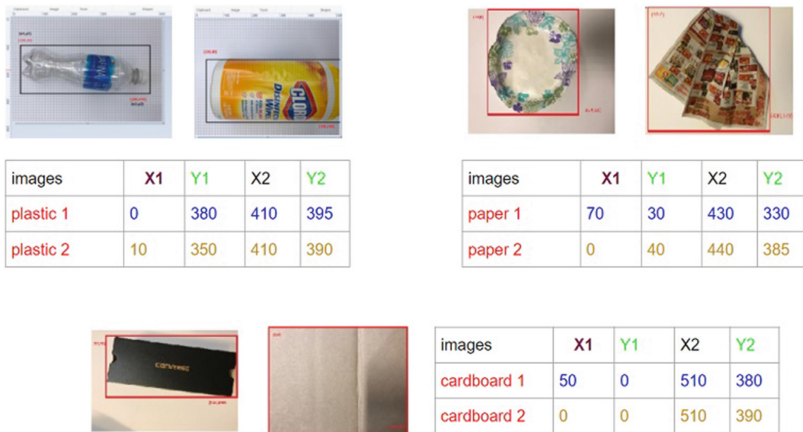 CLORO
DISINFECTING
images X1 Y1 X2 Y2
plastic 1 0 380 410 395
plastic 2 10 350 410 390
images X1 Y1 X2 Y2
paper 1 70 30 430 330
paper 2 0 40 440 385
images X1 Y1 X2 Y2
cardboard 1 50 0 510 380
cardboard 2 0 0 510 390